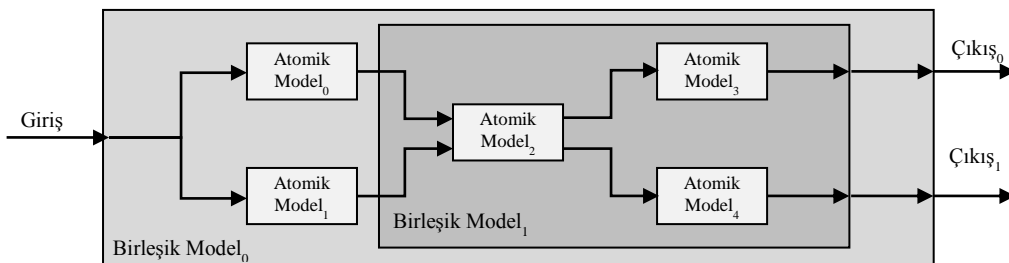 Giriş
Atomik
Model₀
Atomik
Model₁
Atomik
Model₂
Atomik
Model₃
Atomik
Model₄
Çıkış₀
Çıkış₁
Birleşik Model₁
Birleşik Model₀